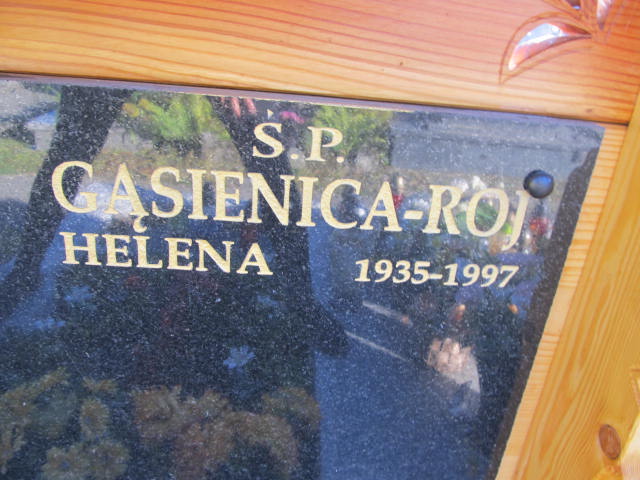 Ś.P.
GĄSIENICA-ROJ
HELENA 1935-1997